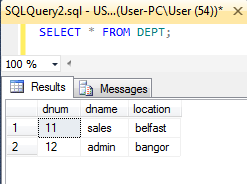 SQLQuery2.sql - US...(User-PC\User (54))*
SELECT * FROM DEPT;
100 %
Results Messages
dnum dname location
1 11 sales belfast
2 12 admin bangor